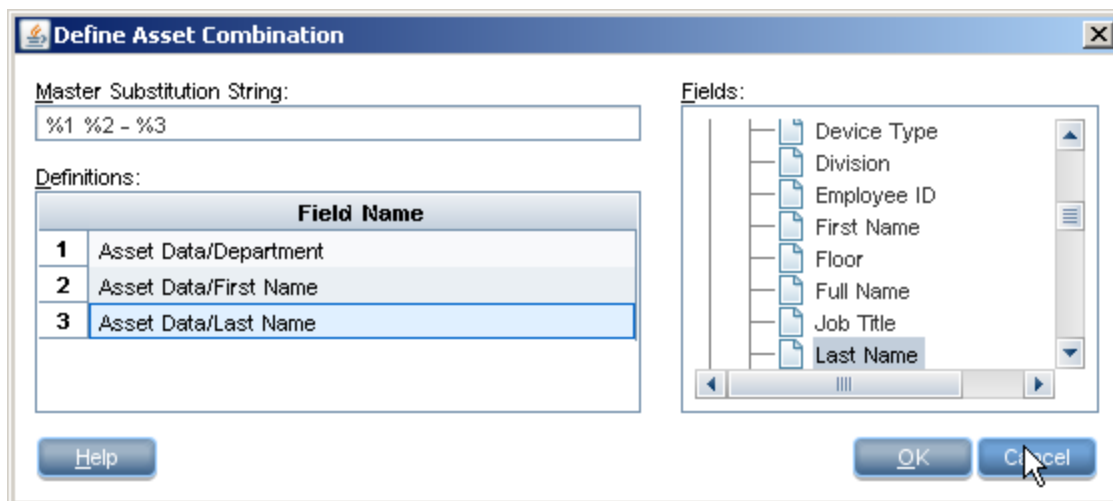 Define Asset Combination
Master Substitution String:
%1 %2 - %3
Definitions:
Field Name
1 Asset Data/Department
2 Asset Data/First Name
3 Asset Data/Last Name
Fields:
Device Type
Division
Employee ID
First Name
Floor
Full Name
Job Title
Last Name
Help
OK
Cancel